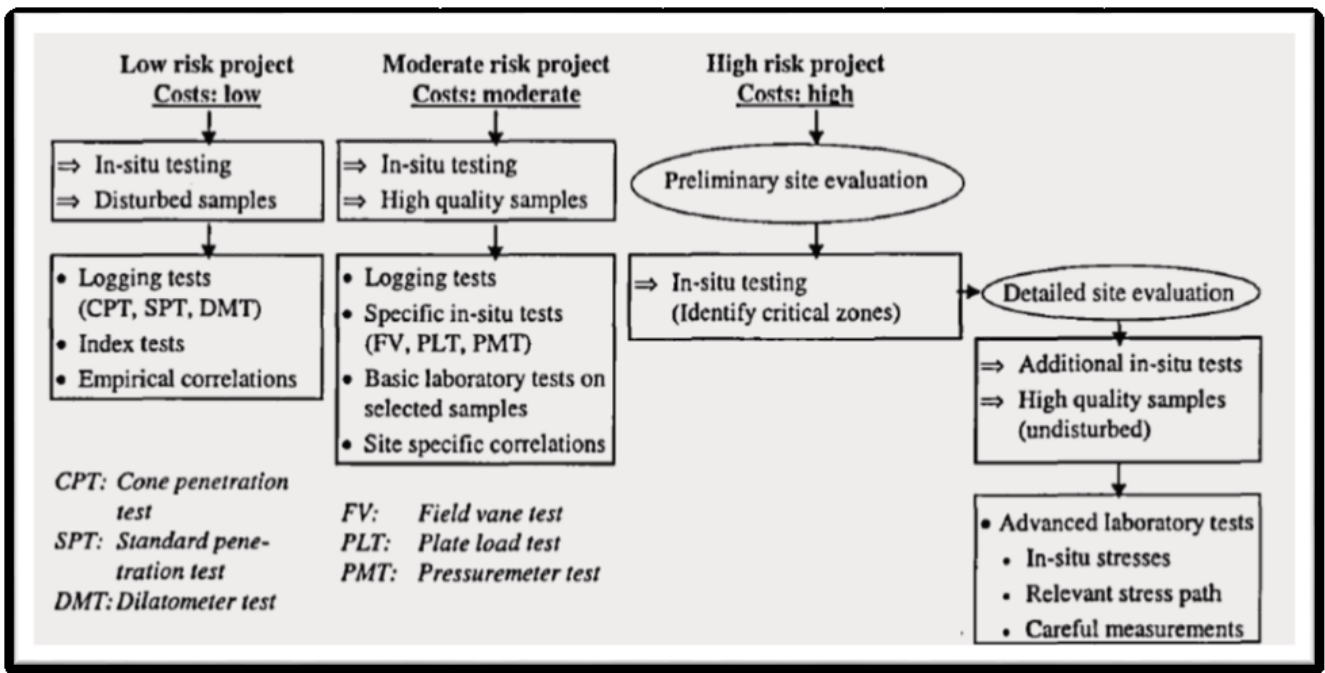 Low risk project
Costs: low
⇒ In-situ testing
⇒ Disturbed samples
• Logging tests
(CPT, SPT, DMT)
• Index tests
• Empirical correlations
CPT: Cone penetration
test
SPT: Standard pene-
tration test
DMT: Dilatometer test
Moderate risk project
Costs: moderate
⇒ In-situ testing
⇒ High quality samples
• Logging tests
• Specific in-situ tests
(FV, PLT, PMT)
• Basic laboratory tests on
selected samples
• Site specific correlations
FV: Field vane test
PLT: Plate load test
PMT: Pressuremeter test
High risk project
Costs: high
Preliminary site evaluation
⇒ In-situ testing
(Identify critical zones)
Detailed site evaluation
⇒ Additional in-situ tests
⇒ High quality samples
(undisturbed)
• Advanced laboratory tests
• In-situ stresses
• Relevant stress path
• Careful measurements